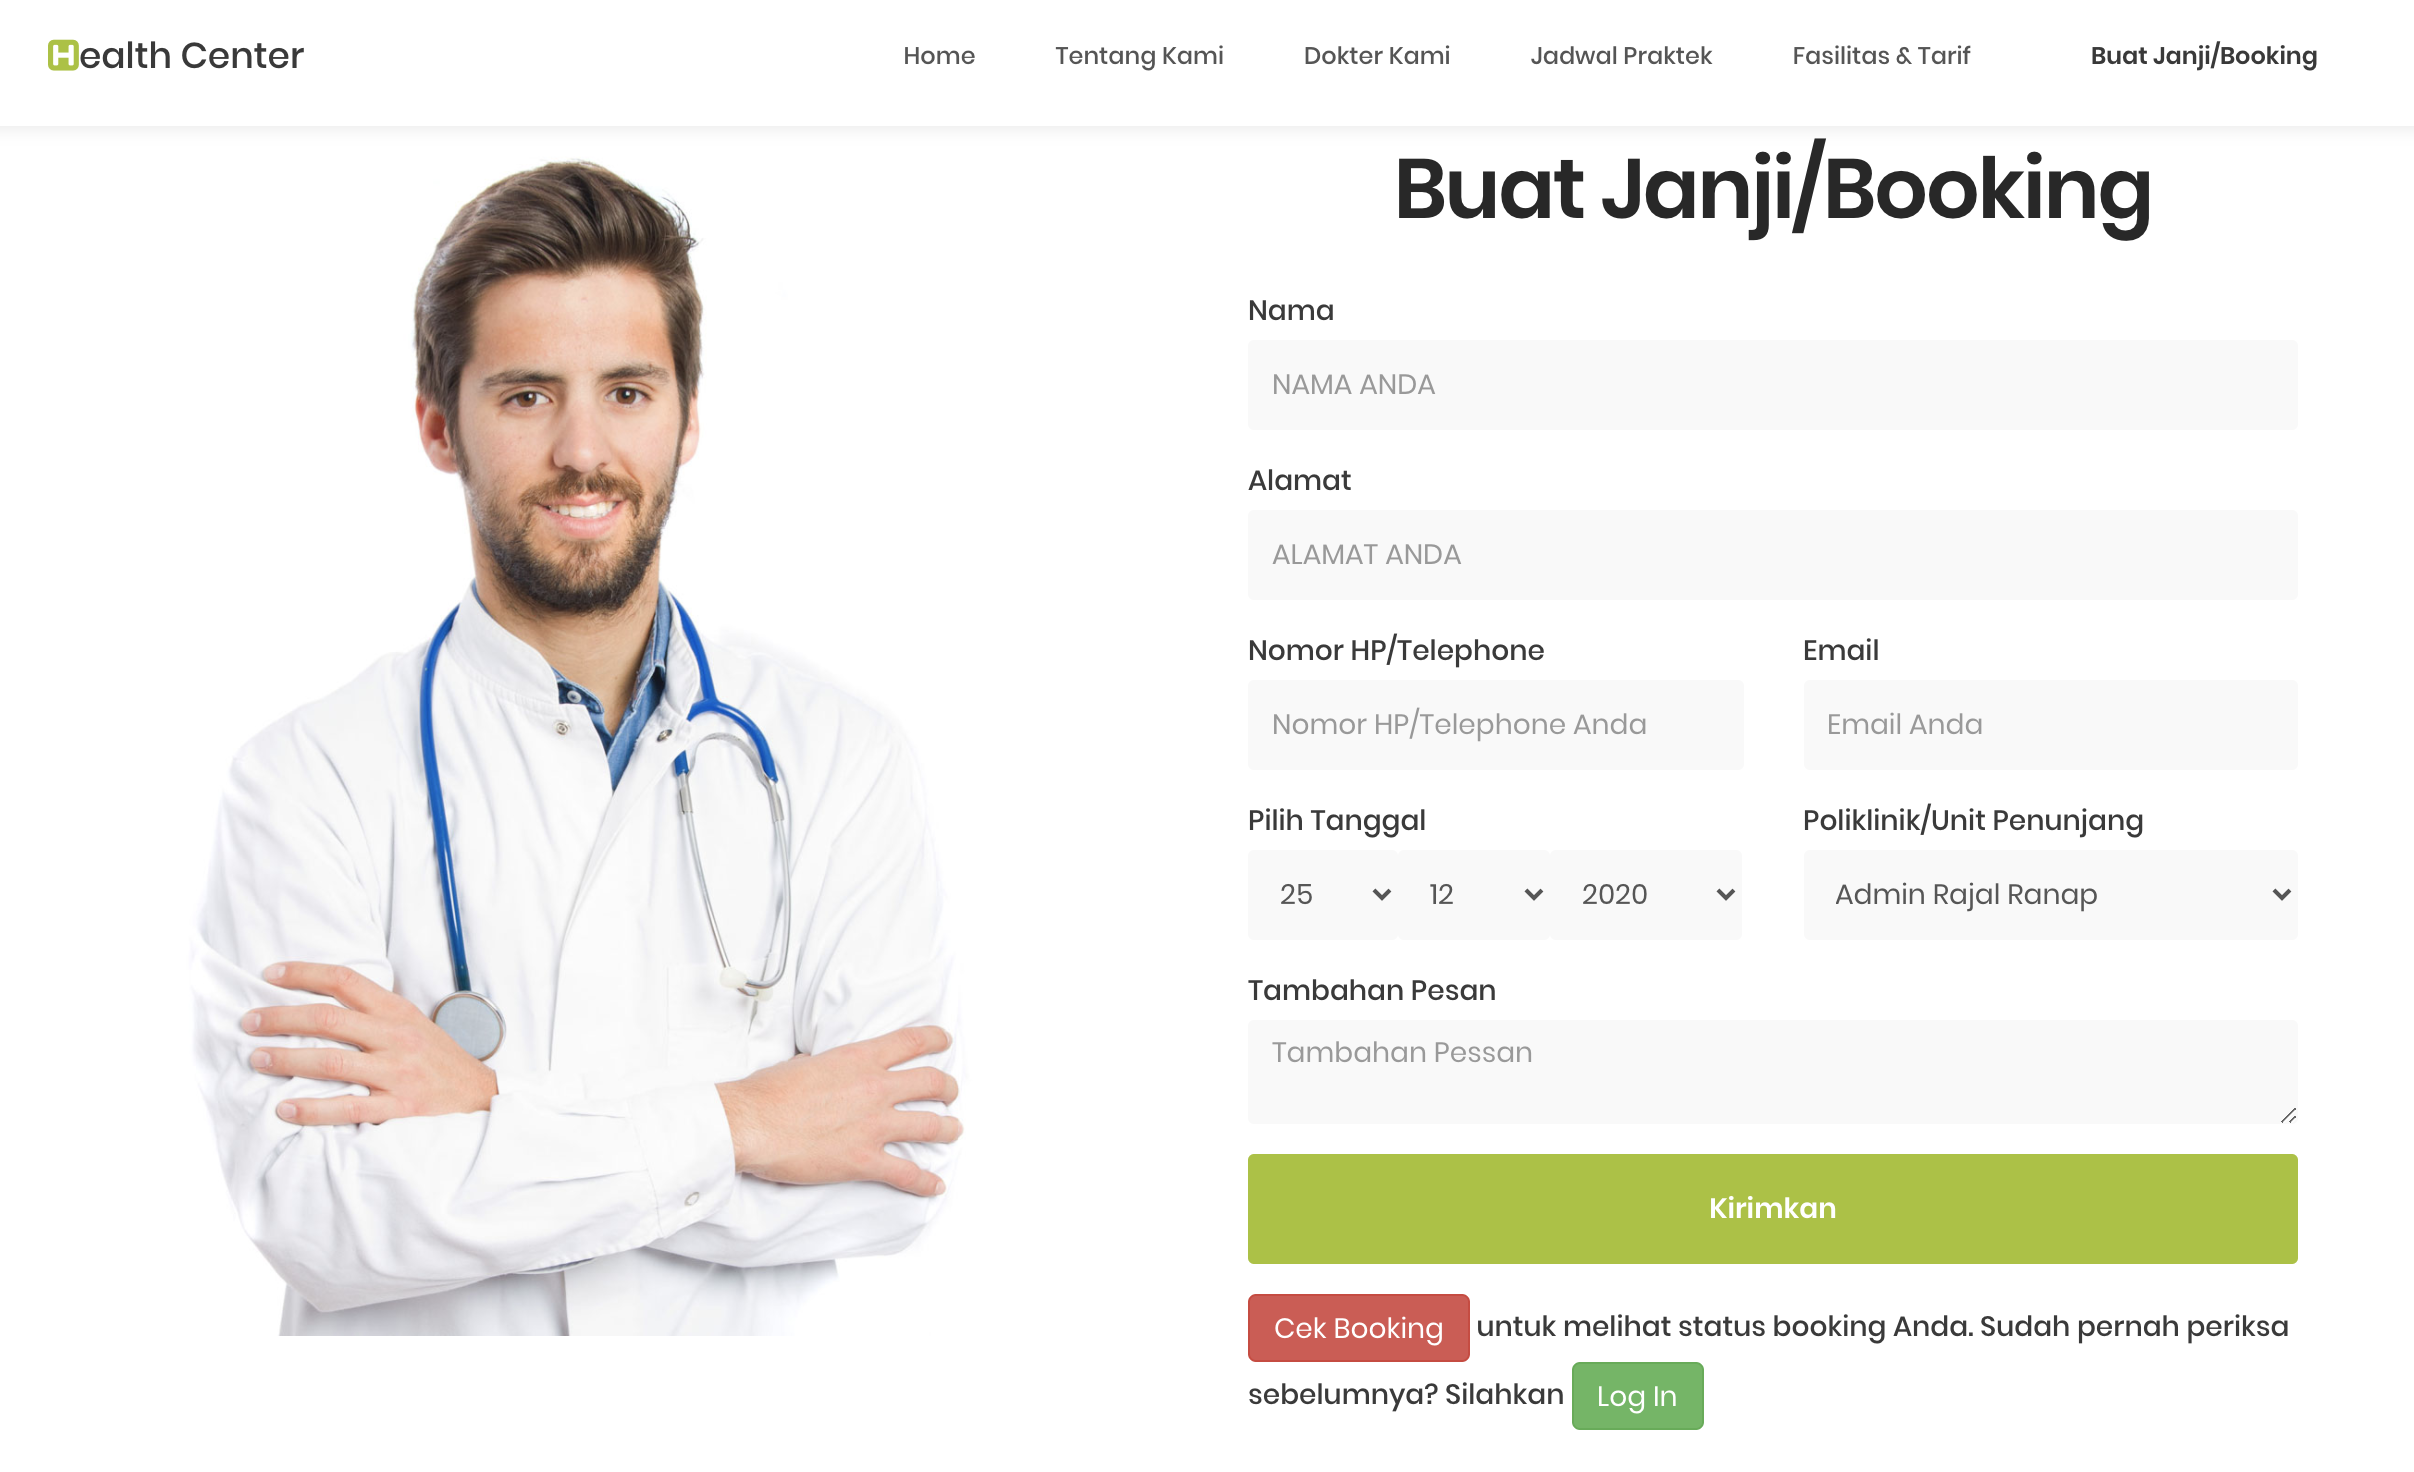 Health Center
Home
Tentang Kami
Dokter Kami
Jadwal Praktek
Fasilitas & Tarif
Buat Janji/Booking
Buat Janji/Booking
Nama
NAMA ANDA
Alamat
ALAMAT ANDA
Nomor HP/Telephone
Nomor HP/Telephone Anda
Email
Email Anda
Pilih Tanggal
25
12
2020
Poliklinik/Unit Penunjang
Admin Rajal Ranap
Tambahan Pesan
Tambahan Pessan
Kirimkan
Cek Booking untuk melihat status booking Anda. Sudah pernah periksa
sebelumnya? Silahkan Log In